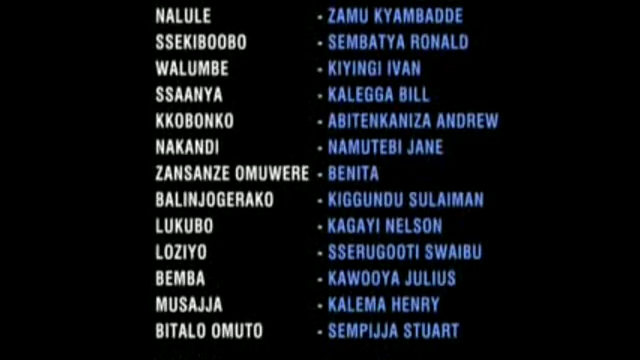 NALULE - ZAMU KYAMBADDE
SSEKIBOOBO - SEMBATYA RONALD
WALUMBE - KIYINGI IVAN
SSAANYA - KALEGGA BILL
KKOBONKO - ABITENKANIZA ANDREW
NAKANDI - NAMUTEBI JANE
ZANSANZE OMUWERE - BENITA
BALINJOGERAKO - KIGGUNDU SULAIMAN
LUKUBO - KAGAYI NELSON
LOZIYO - SSERUGOOTI SWAIBU
BEMBA - KAWOOYA JULIUS
MUSAJJA - KALEMA HENRY
BITALO OMUTO - SEMPIJJA STUART